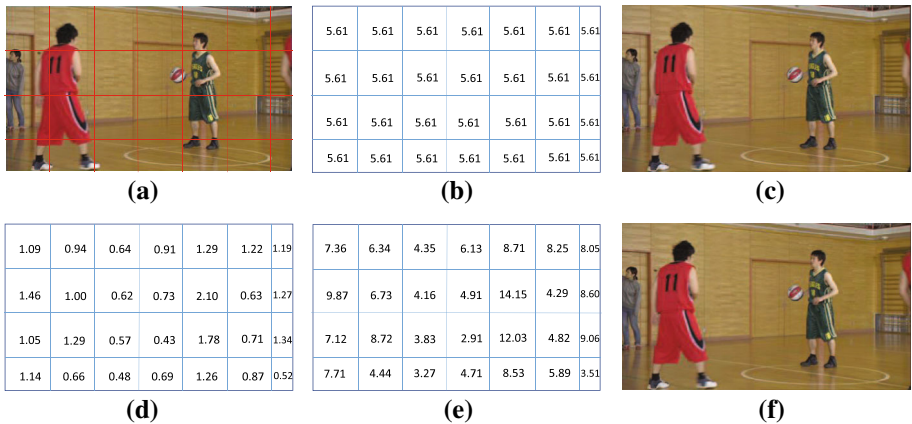 11
5.61 5.61 5.61 5.61 5.61 5.61 5.61
5.61 5.61 5.61 5.61 5.61 5.61 5.61
5.61 5.61 5.61 5.61 5.61 5.61 5.61
5.61 5.61 5.61 5.61 5.61 5.61 5.61
11
(a) (b) (c)
1.09 0.94 0.64 0.91 1.29 1.22 1.19
1.46 1.00 0.62 0.73 2.10 0.63 1.27
1.05 1.29 0.57 0.43 1.78 0.71 1.34
1.14 0.66 0.48 0.69 1.26 0.87 0.52
7.36 6.34 4.35 6.13 8.71 8.25 8.05
9.87 6.73 4.16 4.91 14.15 4.29 8.60
7.12 8.72 3.83 2.91 12.03 4.82 9.06
7.71 4.44 3.27 4.71 8.53 5.89 3.51
11
(d) (e) (f)